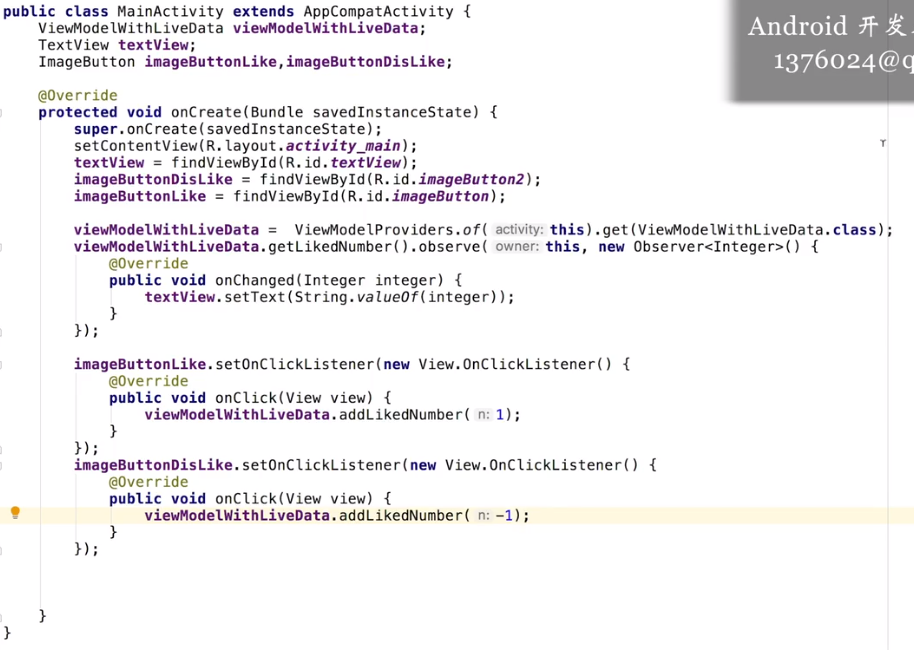 public class MainActivity extends AppCompatActivity {
    ViewModelWithLiveData viewModelWithLiveData;
    TextView textView;
    ImageButton imageButtonLike,imageButtonDisLike;
    @Override
    protected void onCreate(Bundle savedInstanceState) {
        super.onCreate(savedInstanceState);
        setContentView(R.layout.activity_main);
        textView = findViewById(R.id.textView);
        imageButtonDisLike = findViewById(R.id.imageButton2);
        imageButtonLike = findViewById(R.id.imageButton);
        viewModelWithLiveData =  ViewModelProviders.of( activity: this).get(ViewModelWithLiveData.class);
        viewModelWithLiveData.getLikedNumber().observe( owner: this, new Observer<Integer>() {
            @Override
            public void onChanged(Integer integer) {
                textView.setText(String.valueOf(integer));
            }
        });
        imageButtonLike.setOnClickListener(new View.OnClickListener() {
            @Override
            public void onClick(View view) {
                viewModelWithLiveData.addLikedNumber( n: 1);
            }
        });
        imageButtonDisLike.setOnClickListener(new View.OnClickListener() {
            @Override
            public void onClick(View view) {
                viewModelWithLiveData.addLikedNumber( n: -1);
            }
        });
    }
}
Android 开发
1376024@q